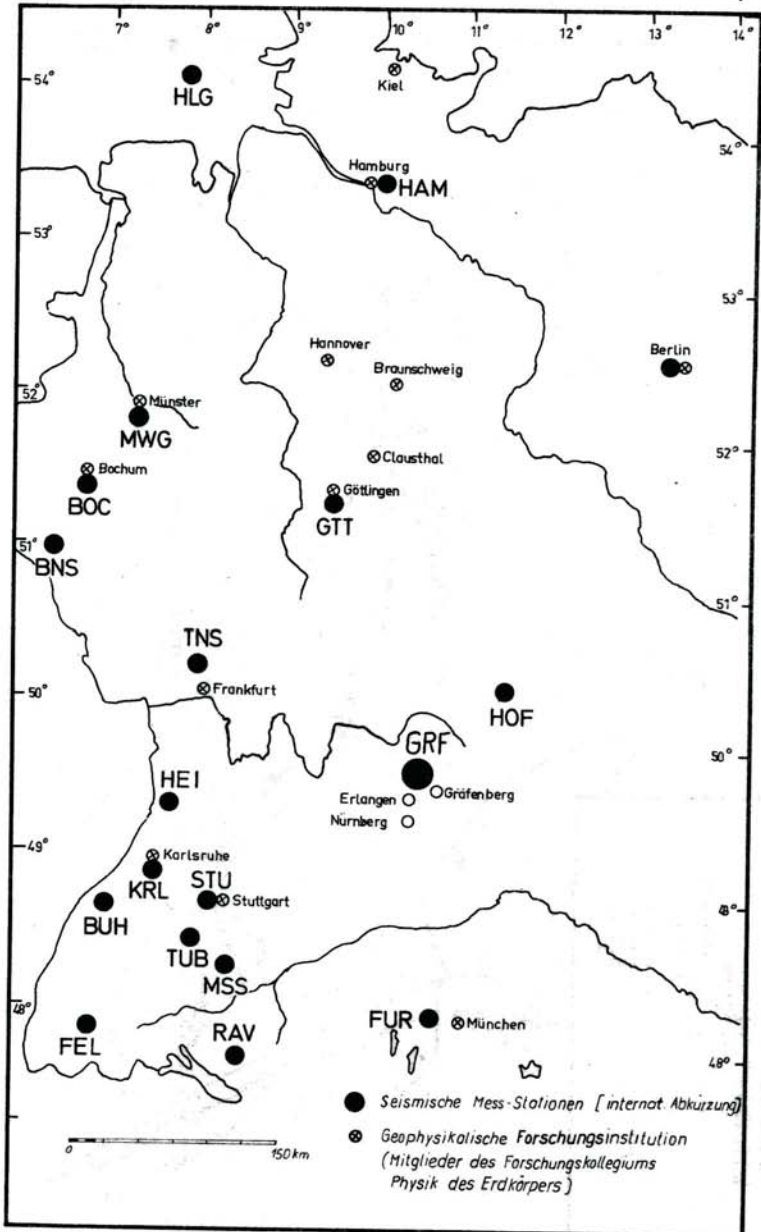 7° 8° 9° 10° 11° 12° 13° 14°
54°
HLG
Kiel
54°
Hamburg
HAM
53°
53°
Hannover
Berlin
Braunschweig
52°
Münster
MWG
52°
Clausthal
Bochum
BOC
Göttingen
GTT
51°
BNS
51°
TNS
Frankfurt
50°
HOF
GRF
50°
HEI
Gräfenberg
Erlangen
Nürnberg
49°
Karlsruhe
KRL
STU
Stuttgart
BUH
48°
TUB
MSS
48°
FEL
RAV
FUR
München
48°
Seismische Mess-Stationen [internat. Abkürzung]
Geophysikalische Forschungsinstitution
(Mitglieder des Forschungskollegiums
Physik des Erdkörpers)
0 150 km